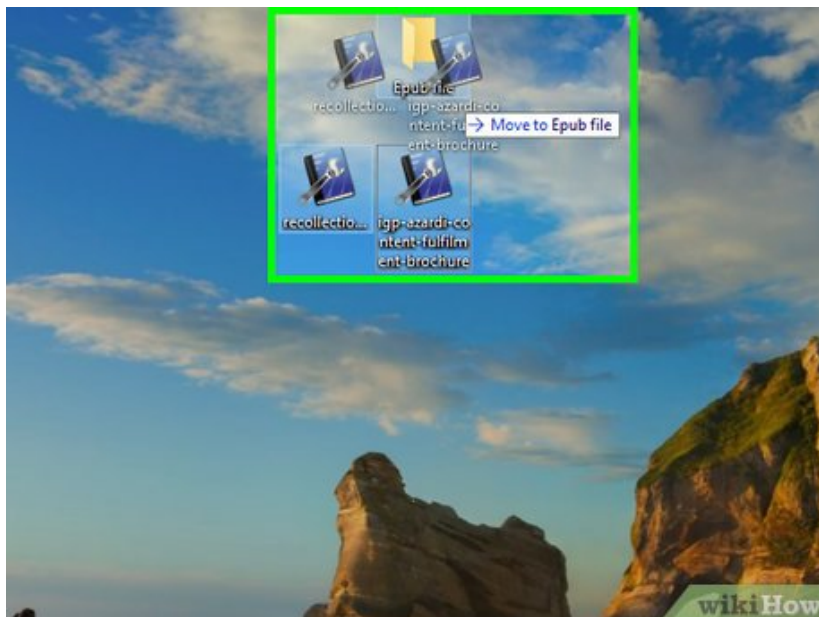 Epub file
recollectio... igp-azardi-co
ntent-fu
ent-brochure
→ Move to Epub file
recollectio... igp-azardi-co
ntent-fulfilm
ent-brochure
wikiHow